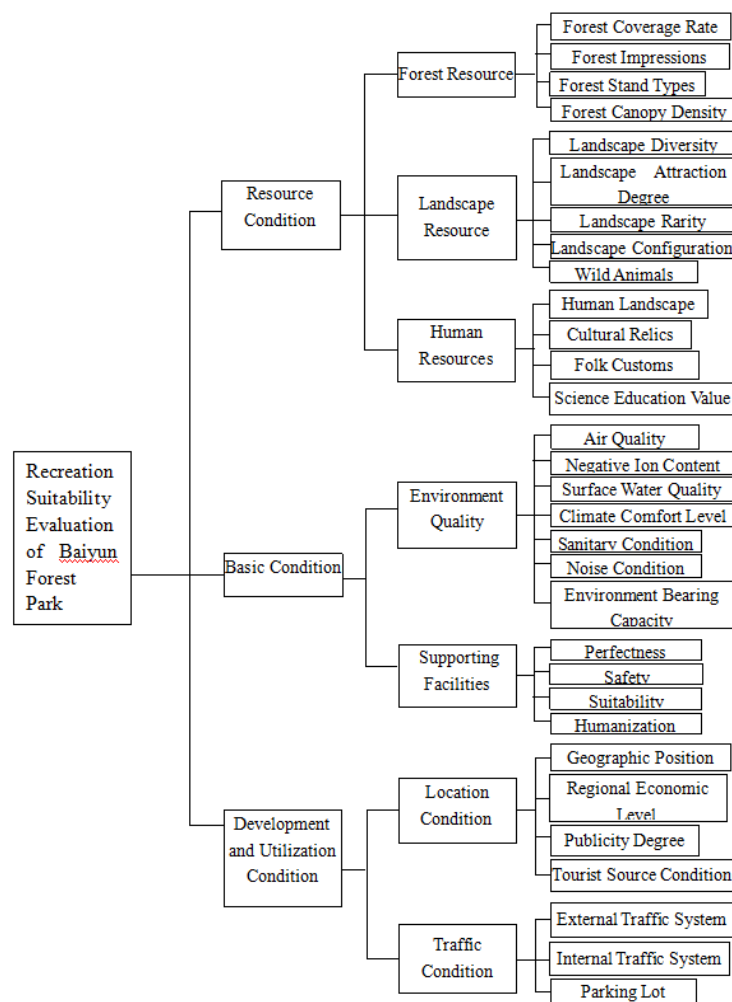 Recreation
Suitability
Evaluation
of Baiyun
Forest
Park
Resource
Condition
Forest Resource
Forest Coverage Rate
Forest Impressions
Forest Stand Types
Forest Canopy Density
Landscape
Resource
Landscape Diversity
Landscape Attraction
Degree
Landscape Rarity
Landscape Configuration
Wild Animals
Human
Resources
Human Landscape
Cultural Relics
Folk Customs
Science Education Value
Basic Condition
Environment
Quality
Air Quality
Negative Ion Content
Surface Water Quality
Climate Comfort Level
Sanitary Condition
Noise Condition
Environment Bearing
Capacity
Supporting
Facilities
Perfectness
Safety
Suitability
Humanization
Development
and Utilization
Condition
Location
Condition
Geographic Position
Regional Economic
Level
Publicity Degree
Tourist Source Condition
Traffic
Condition
External Traffic System
Internal Traffic System
Parking Lot